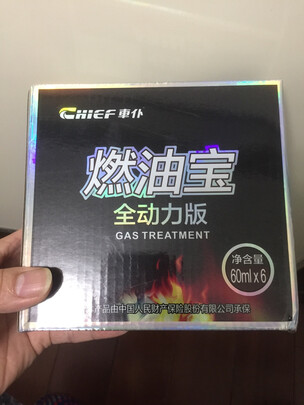 CHIEF 車仆
燃油宝
全动力版
GAS TREATMENT
净含量
60ml x 6
产品由中国人民财产保险股份有限公司承保